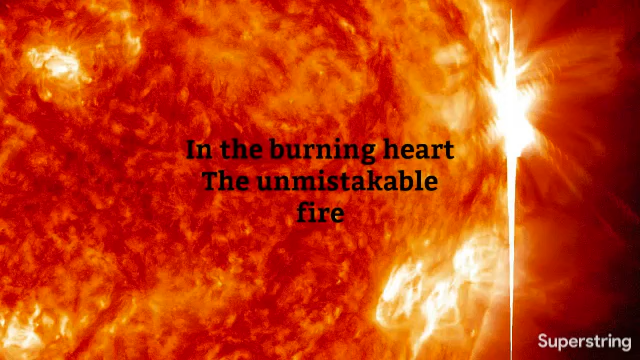 In the burning heart
The unmistakable
fire
Superstring